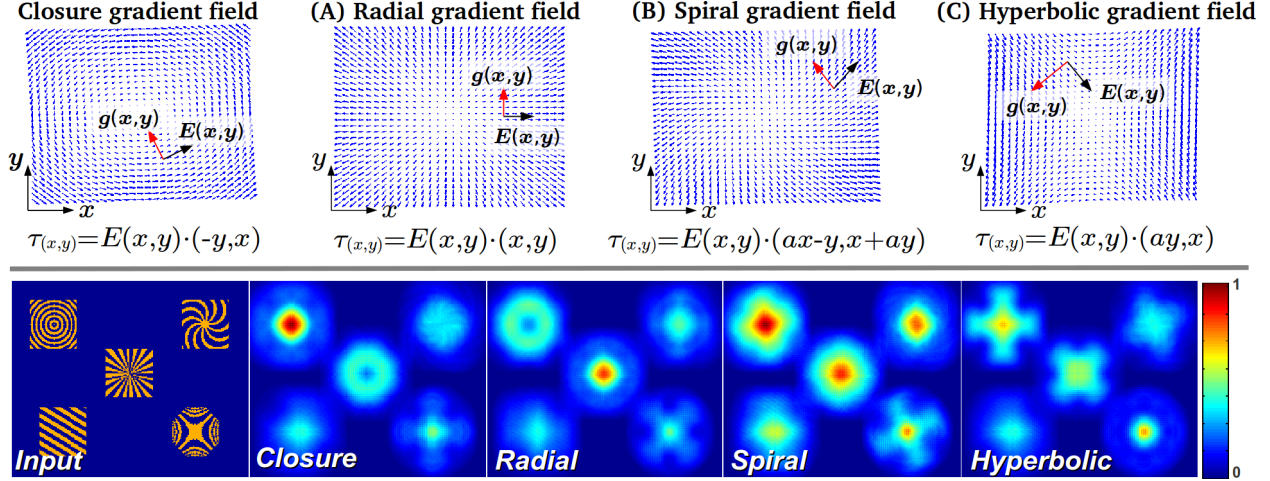 Closure gradient field
(A) Radial gradient field
(B) Spiral gradient field
(C) Hyperbolic gradient field
g(x,y)
E(x,y)
y
x
g(x,y)
E(x,y)
y
x
g(x,y)
E(x,y)
y
x
g(x,y)
E(x,y)
y
x
τ(x,y)=E(x,y)·(-y,x)
τ(x,y)=E(x,y)·(x,y)
τ(x,y)=E(x,y)·(ax-y,x+ay)
τ(x,y)=E(x,y)·(ay,x)
Input
Closure
Radial
Spiral
Hyperbolic
1
0